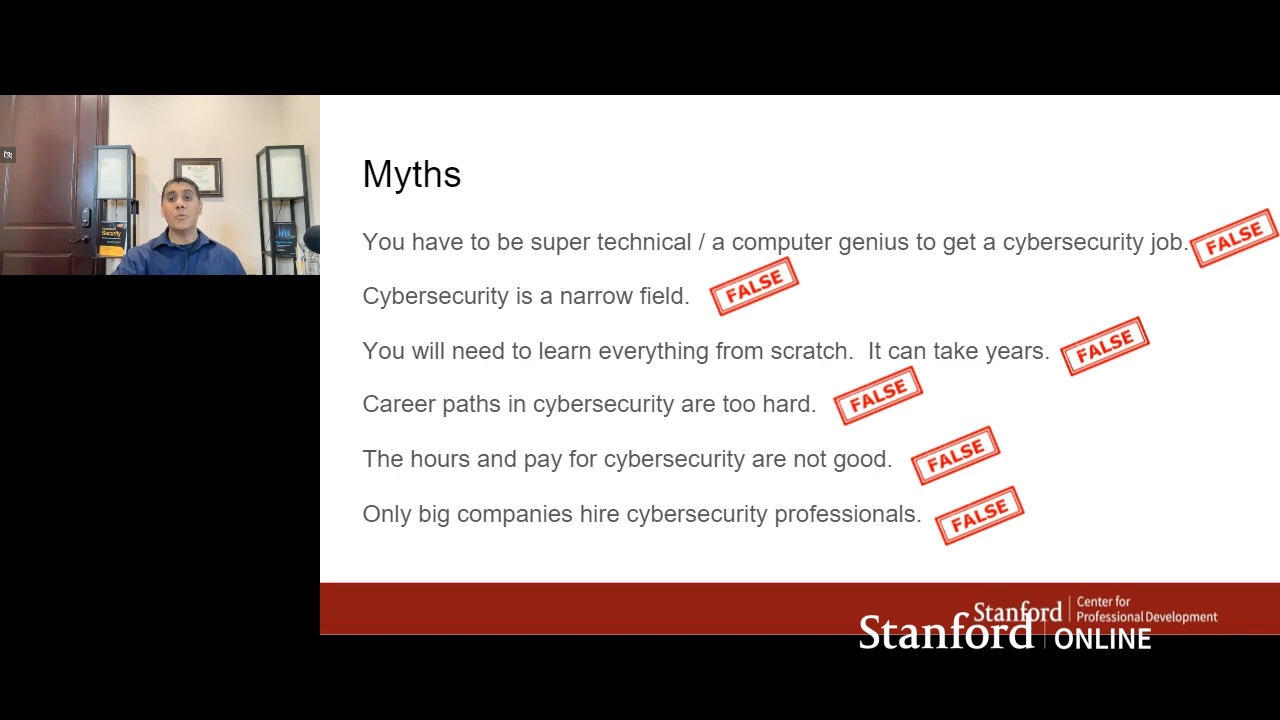 Myths
You have to be super technical / a computer genius to get a cybersecurity job.
FALSE
Cybersecurity is a narrow field.
FALSE
You will need to learn everything from scratch.  It can take years.
FALSE
Career paths in cybersecurity are too hard.
FALSE
The hours and pay for cybersecurity are not good.
FALSE
Only big companies hire cybersecurity professionals.
FALSE
Security
Stanford
Center for
Professional Development
Stanford ONLINE